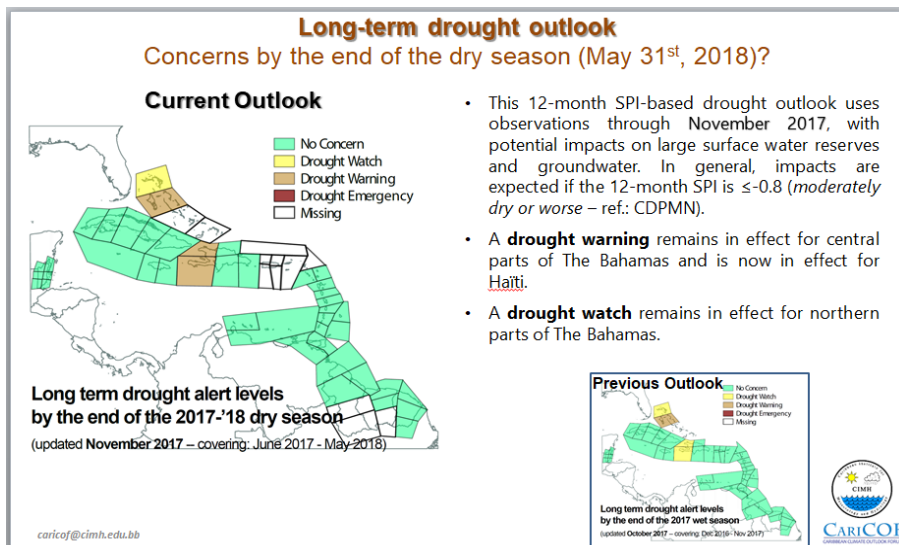 Long-term drought outlook
Concerns by the end of the dry season (May 31st, 2018)?
Current Outlook
No Concern
Drought Watch
Drought Warning
Drought Emergency
Missing
Long term drought alert levels
by the end of the 2017-'18 dry season
(updated November 2017 – covering: June 2017 - May 2018)
• This 12-month SPI-based drought outlook uses
observations through November 2017, with
potential impacts on large surface water reserves
and groundwater. In general, impacts are
expected if the 12-month SPI is ≤-0.8 (moderately
dry or worse – ref.: CDPMN).
• A drought warning remains in effect for central
parts of The Bahamas and is now in effect for
Haïti.
• A drought watch remains in effect for northern
parts of The Bahamas.
Previous Outlook
No Concern
Drought Watch
Drought Warning
Drought Emergency
Missing
Long term drought alert levels
by the end of the 2017 wet season
(updated October 2017 – covering: Dec 2016 - Nov 2017)
CIMH
CARICOF
caricof@cimh.edu.bb